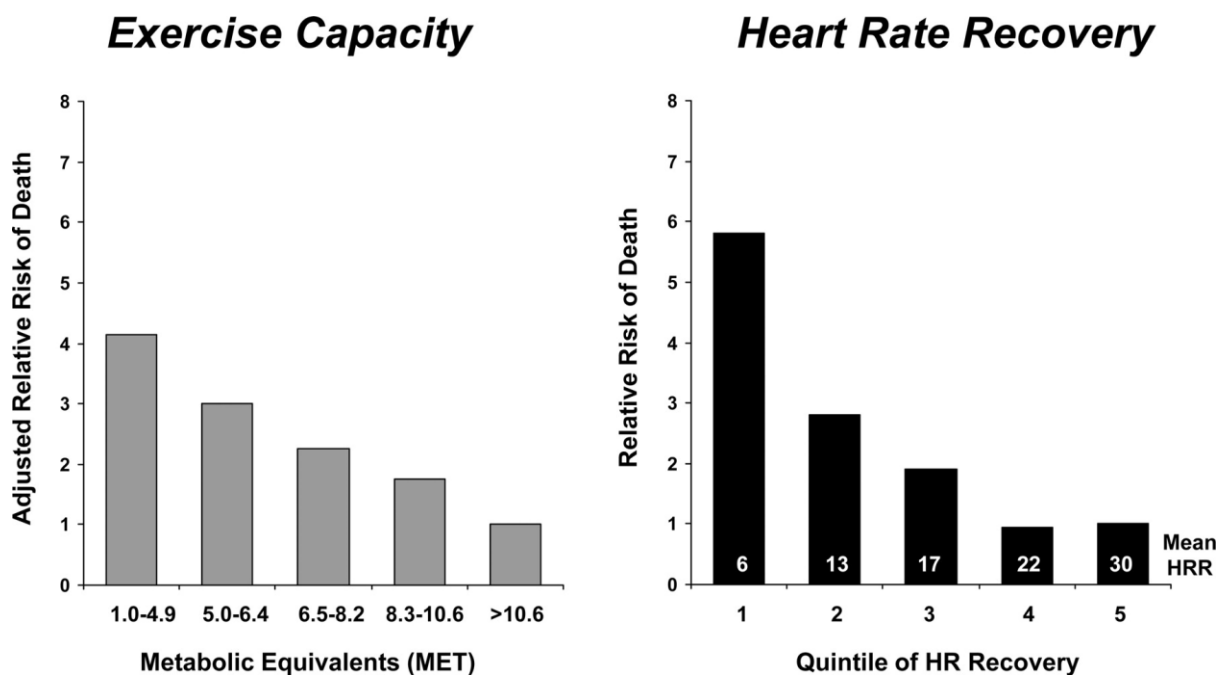 Exercise Capacity
Adjusted Relative Risk of Death
8
7
6
5
4
3
2
1
0
1.0-4.9 5.0-6.4 6.5-8.2 8.3-10.6 >10.6
Metabolic Equivalents (MET)
Heart Rate Recovery
Relative Risk of Death
8
7
6
5
4
3
2
1
0
6 13 17 22 30
Mean
HRR
1 2 3 4 5
Quintile of HR Recovery